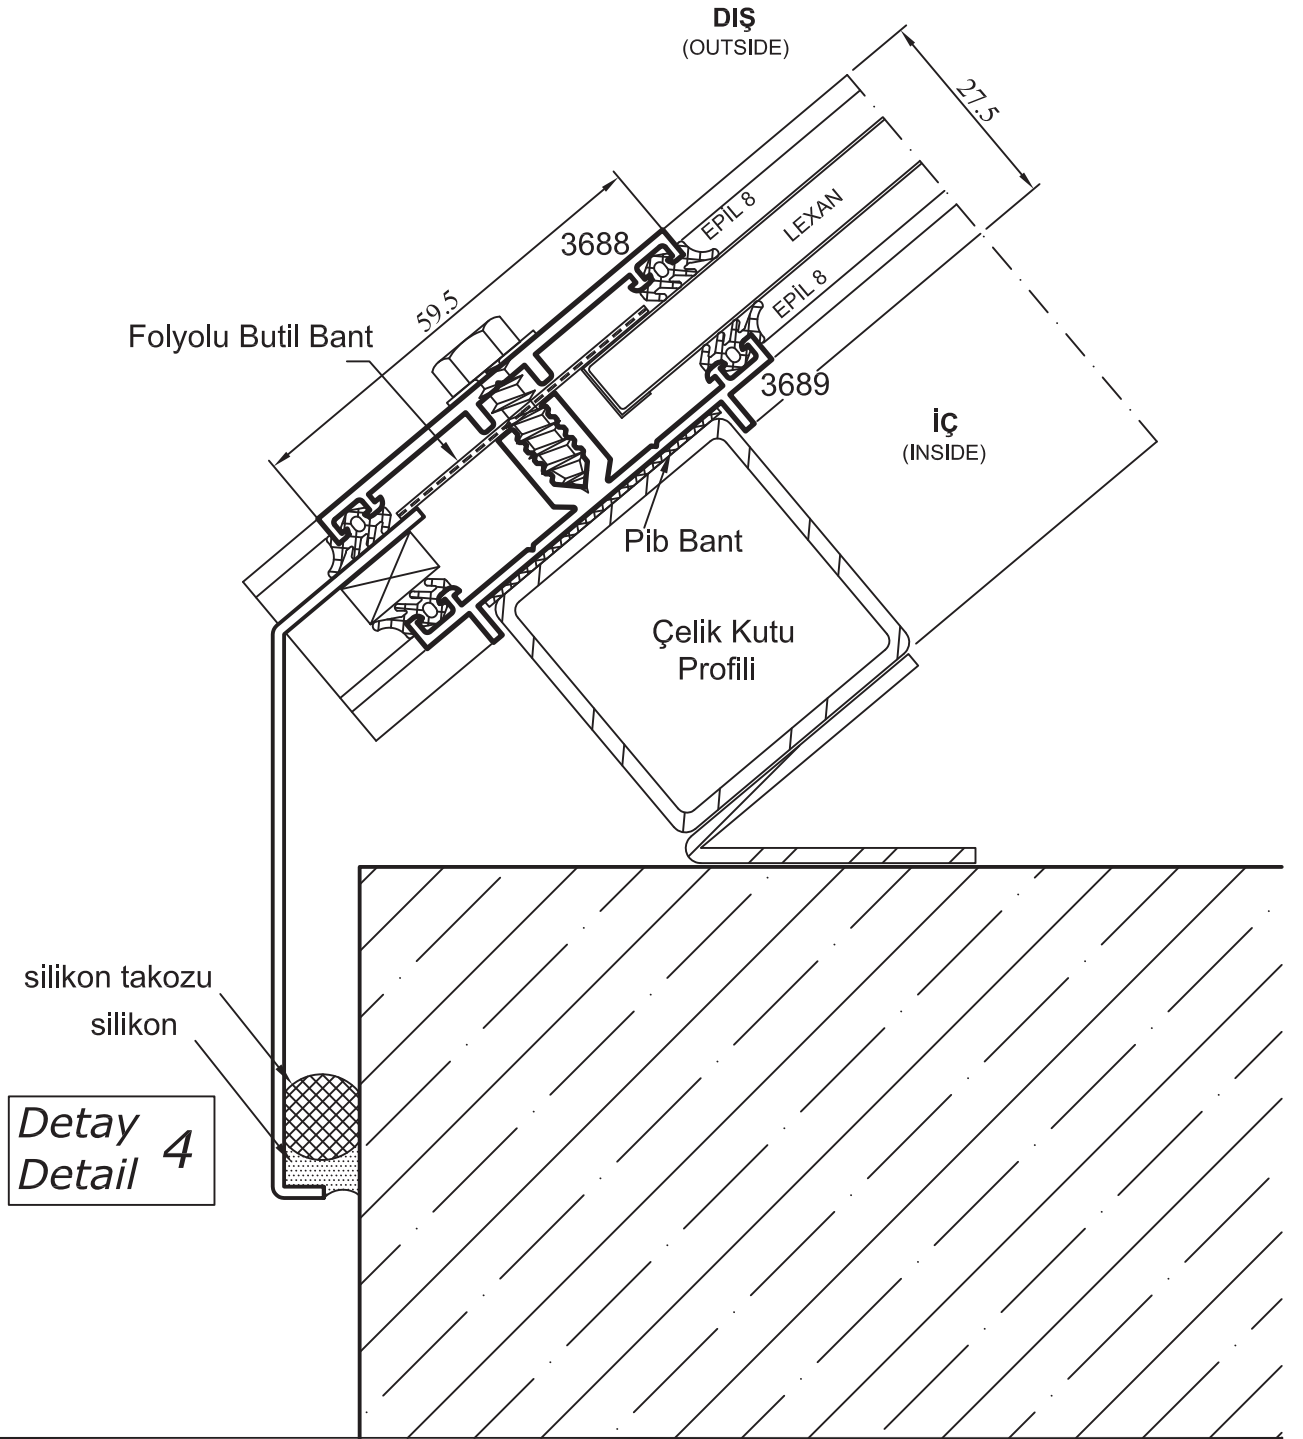 DIŞ
(OUTSIDE)
27.5
EPİL 8
LEXAN
3688
59.5
EPİL 8
Folyolu Butil Bant
3689
İÇ
(INSIDE)
Pib Bant
Çelik Kutu
Profili
silikon takozu
silikon
Detay
Detail 4